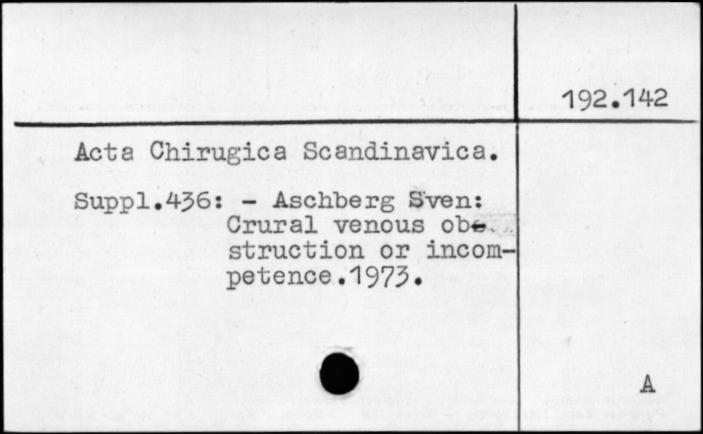 192.142
Acta Chirugica Scandinavica.
Suppl.436: - Aschberg Sven:
Crural venous ob-
struction or incom-
petence.1973.
A